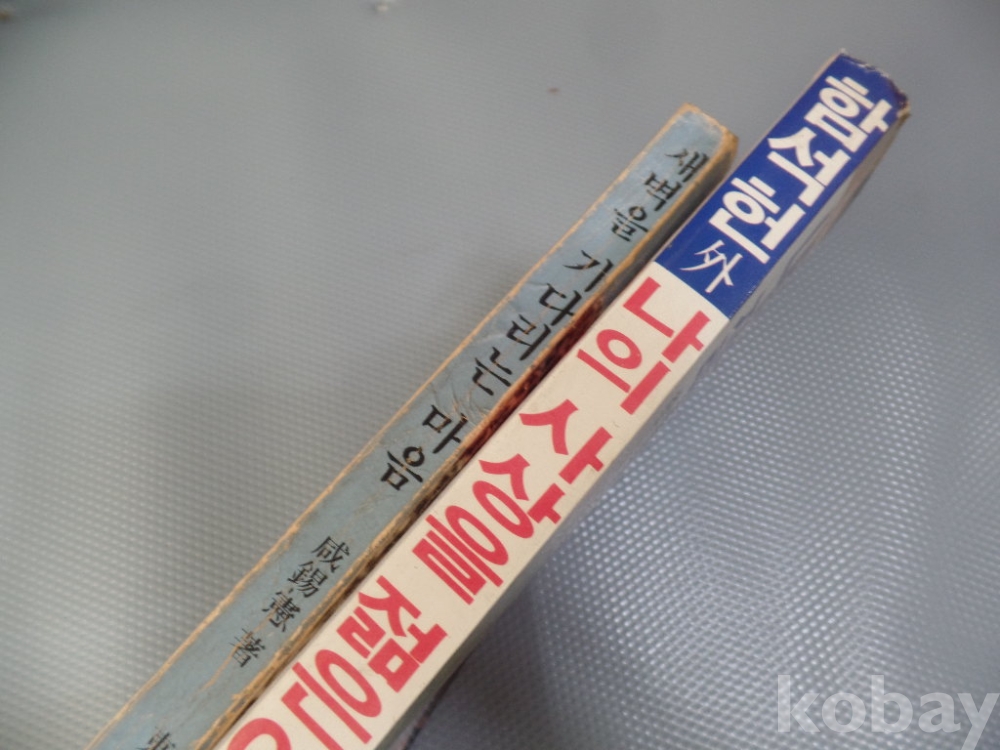 새벽을 기다리는 마음
咸錫憲 著
함석헌 外
나의 사상을 젊은
kobay